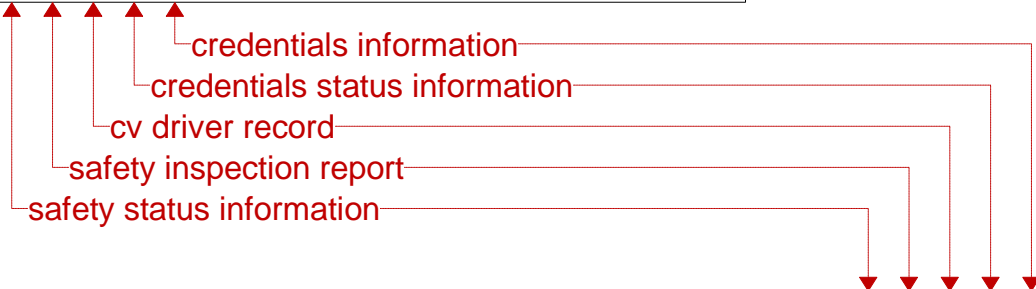 credentials information
credentials status information
cv driver record
safety inspection report
safety status information